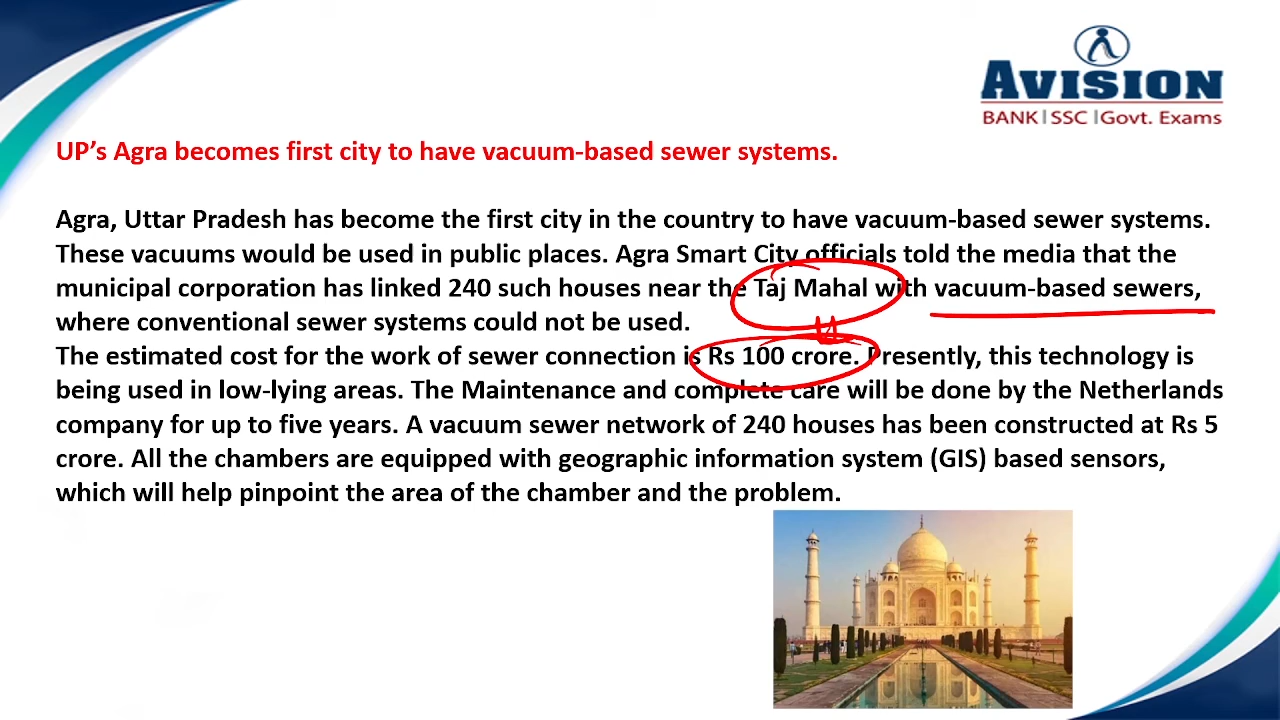 AVISION
BANK | SSC | Govt. Exams
UP’s Agra becomes first city to have vacuum-based sewer systems.
Agra, Uttar Pradesh has become the first city in the country to have vacuum-based sewer systems.
These vacuums would be used in public places. Agra Smart City officials told the media that the
municipal corporation has linked 240 such houses near the Taj Mahal with vacuum-based sewers,
where conventional sewer systems could not be used.
The estimated cost for the work of sewer connection is Rs 100 crore. Presently, this technology is
being used in low-lying areas. The Maintenance and complete care will be done by the Netherlands
company for up to five years. A vacuum sewer network of 240 houses has been constructed at Rs 5
crore. All the chambers are equipped with geographic information system (GIS) based sensors,
which will help pinpoint the area of the chamber and the problem.